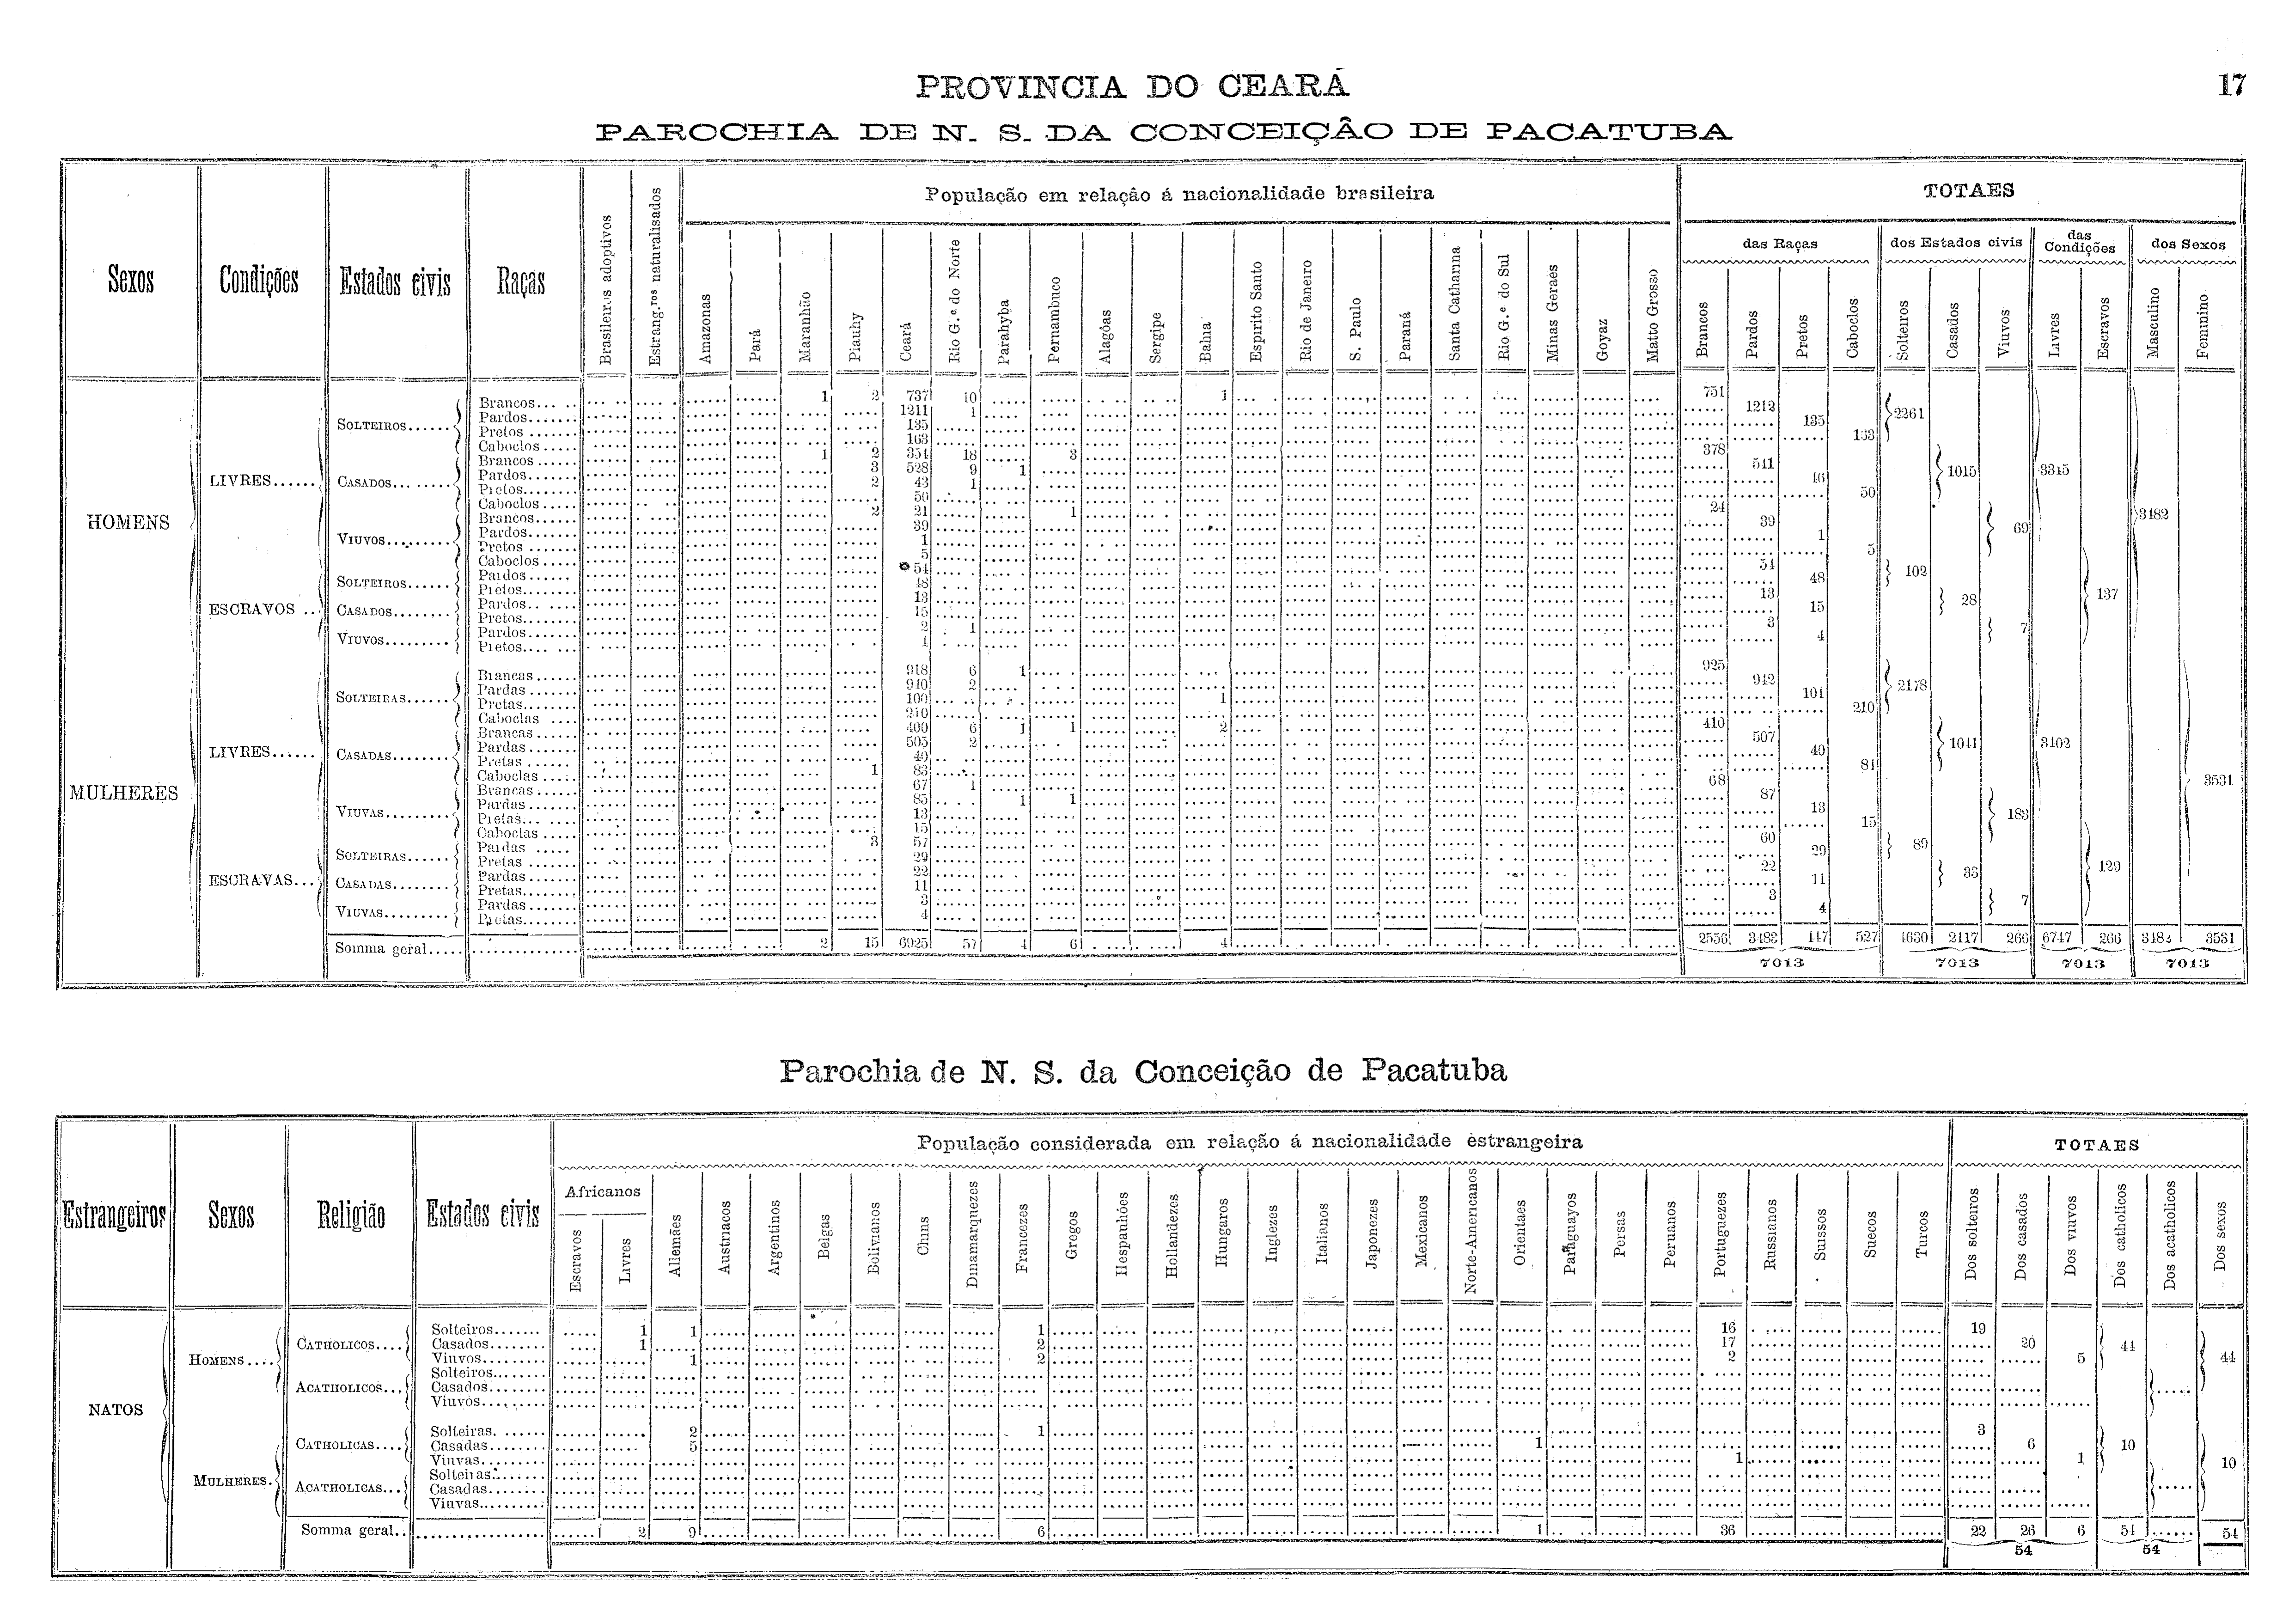 PROVINCIA DO CEARÁ
17
PAROCHIA DE N. S. DA CONCEIÇÃO DE PACATUBA
Sexos Condições Estados civis Raças Brasileiros adoptivos Estrang.ros naturalisados População em relação á nacionalidade brasileira TOTAES
das Raças dos Estados civis das Condições dos Sexos
Amazonas Pará Maranhão Piauhy Ceará Rio G.e do Norte Parahyba Pernambuco Alagôas Sergipe Bahia Espirito Santo Rio de Janeiro S. Paulo Paraná Santa Catharina Rio G.e do Sul Minas Geraes Goyaz Matto Grosso Brancos Pardos Pretos Caboclos Solteiros Casados Viuvos Livres Escravos Masculino Feminino
HOMENS LIVRES 3345 3482
SOLTEIROS 2261
Brancos 1 2 737 10 1 751
Pardos 1211 1 1212
Pretos 135 135
Caboclos 163 163
CASADOS 1015
Brancos 1 2 354 18 3 378
Pardos 3 528 9 1 541
Pretos 2 43 1 46
Caboclos 50 50
VIUVOS 69
Brancos 2 21 1 24
Pardos 39 39
Pretos 1 1
Caboclos 5 5
ESCRAVOS 137
SOLTEIROS 102
Pardos 54 54
Pretos 48 48
CASADOS 28
Pardos 13 13
Pretos 15 15
VIUVOS 7
Pardos 2 1 3
Pretos 4
MULHERES LIVRES 3402 3531
SOLTEIRAS 2178
Brancas 918 6 1 925
Pardas 940 2 942
Pretas 100 1 101
Caboclas 210 210
CASADAS 1041
Brancas 400 6 1 1 2 410
Pardas 505 2 507
Pretas 40 40
Caboclas 1 83 84
VIUVAS 183
Brancas 67 1 68
Pardas 85 1 1 87
Pretas 13 13
Caboclas 15 15
ESCRAVAS 129
SOLTEIRAS 89
Pardas 3 57 60
Pretas 29 29
CASADAS 33
Pardas 22 22
Pretas 11 11
VIUVAS 7
Pardas 3 3
Pretas 4 4
Somma geral 2 15 6925 57 4 6 4 2556 3483 447 527 4630 2117 266 6747 266 3482 3531
7013 7013 7013 7013
Parochia de N. S. da Conceição de Pacatuba
Estrangeiros Sexos Religião Estados civis População considerada em relação á nacionalidade estrangeira TOTAES
Africanos
Escravos Livres Allemães Austriacos Argentinos Belgas Bolivianos Chins Dinamarquezes Francezes Gregos Hespanhóes Hollandezes Hungaros Inglezes Italianos Japonezes Mexicanos Norte-Americanos Orientaes Paraguayos Persas Peruanos Portuguezes Russianos Suissos Suecos Turcos Dos solteiros Dos casados Dos viuvos Dos catholicos Dos acatholicos Dos sexos
NATOS
HOMENS 44
CATHOLICOS 44
Solteiros 1 1 1 16 19
Casados 1 2 17 20
Viuvos 1 2 2 5
ACATHOLICOS
Solteiros
Casados
Viuvos
MULHERES 10
CATHOLICAS 10
Solteiras 2 1 3
Casadas 5 1 6
Viuvas 1 1
ACATHOLICAS
Solteiras
Casadas
Viuvas
Somma geral 2 9 6 1 36 22 26 6 54 54
54 54